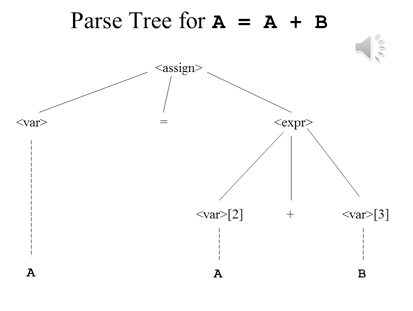 Parse Tree for A = A + B
<assign>
<var> = <expr>
<var>[2] + <var>[3]
A A B